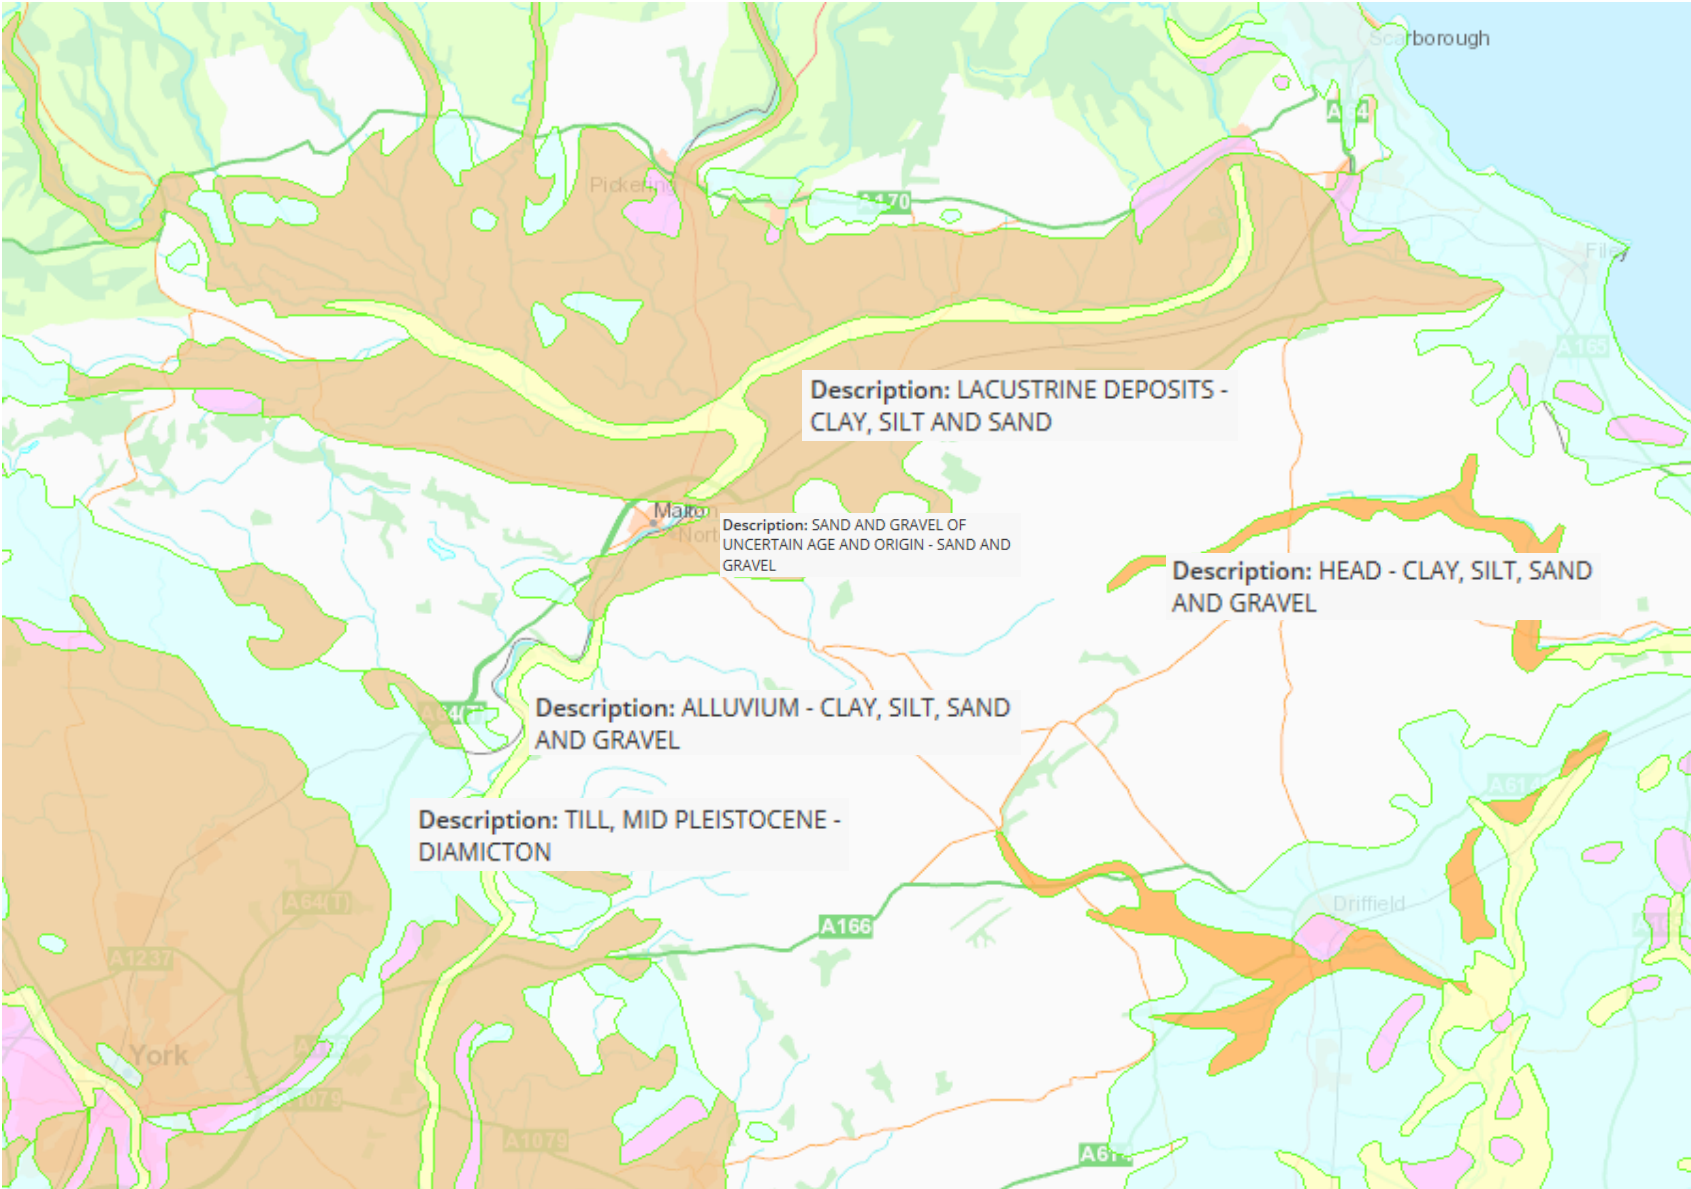 Scarborough
A64
Pickering
A170
Filey
A165
Description: LACUSTRINE DEPOSITS -
CLAY, SILT AND SAND
Malton
Description: SAND AND GRAVEL OF
UNCERTAIN AGE AND ORIGIN - SAND AND
GRAVEL
Description: HEAD - CLAY, SILT, SAND
AND GRAVEL
A64(T)
Description: ALLUVIUM - CLAY, SILT, SAND
AND GRAVEL
A614
Description: TILL, MID PLEISTOCENE -
DIAMICTON
A64(T)
Driffield
A166
A1237
York
A1079
A1079